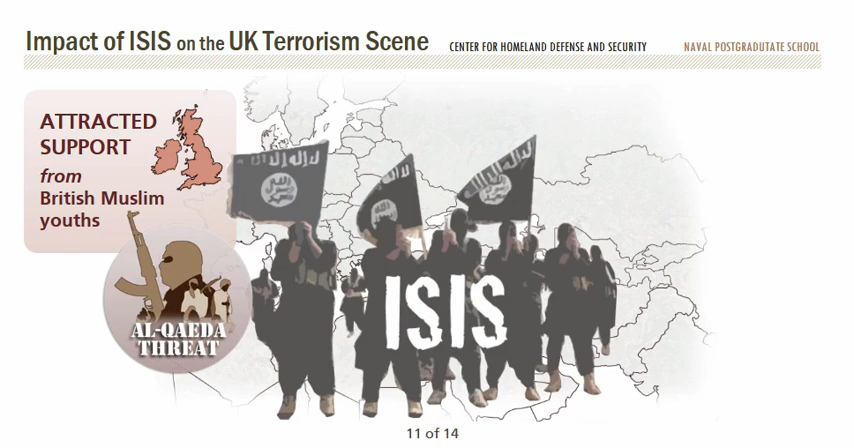 Impact of ISIS on the UK Terrorism Scene
CENTER FOR HOMELAND DEFENSE AND SECURITY
NAVAL POSTGRADUTATE SCHOOL
ATTRACTED
SUPPORT
from
British Muslim
youths
AL-QAEDA
THREAT
ISIS
11 of 14